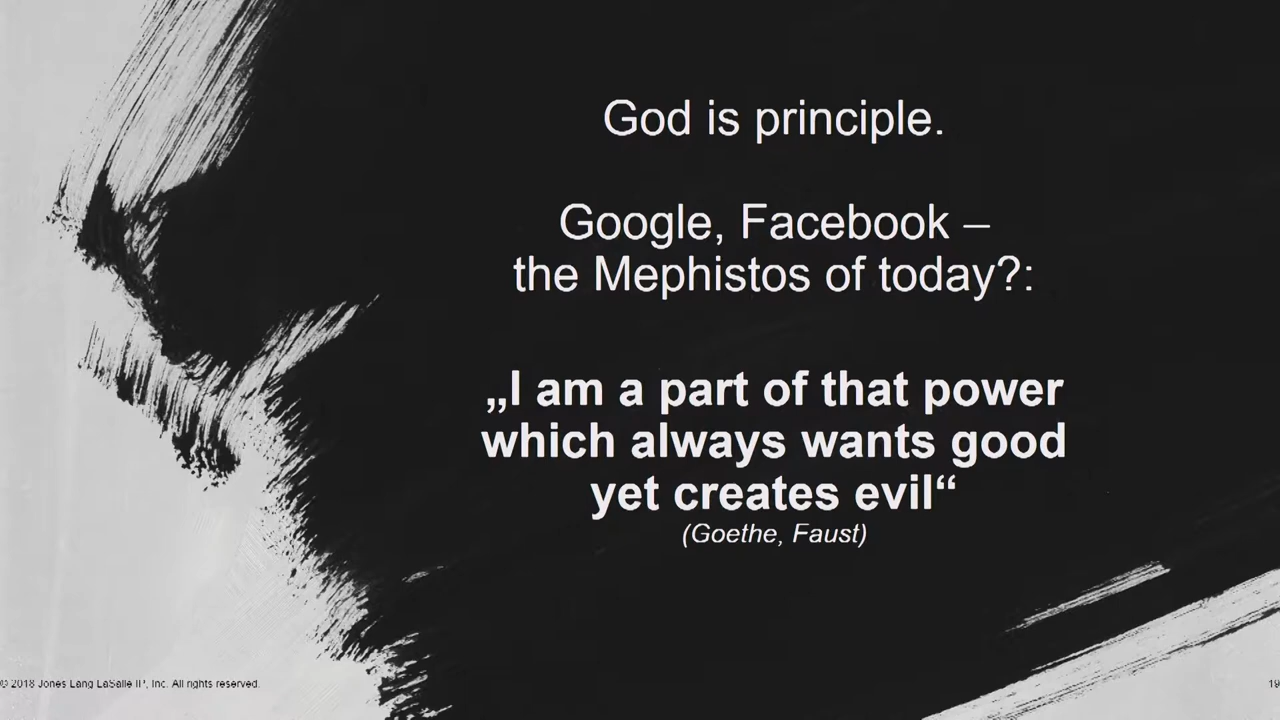 God is principle.
Google, Facebook –
the Mephistos of today?:
„I am a part of that power
which always wants good
yet creates evil“
(Goethe, Faust)
© 2018 Jones Lang LaSalle IP, Inc. All rights reserved.
19